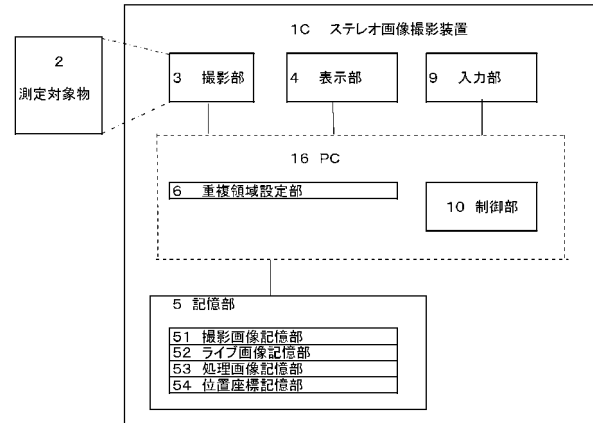 1C ステレオ画像撮影装置
2
測定対象物
3 撮影部
4 表示部
9 入力部
16 PC
6 重複領域設定部
10 制御部
5 記憶部
51 撮影画像記憶部
52 ライブ画像記憶部
53 処理画像記憶部
54 位置座標記憶部